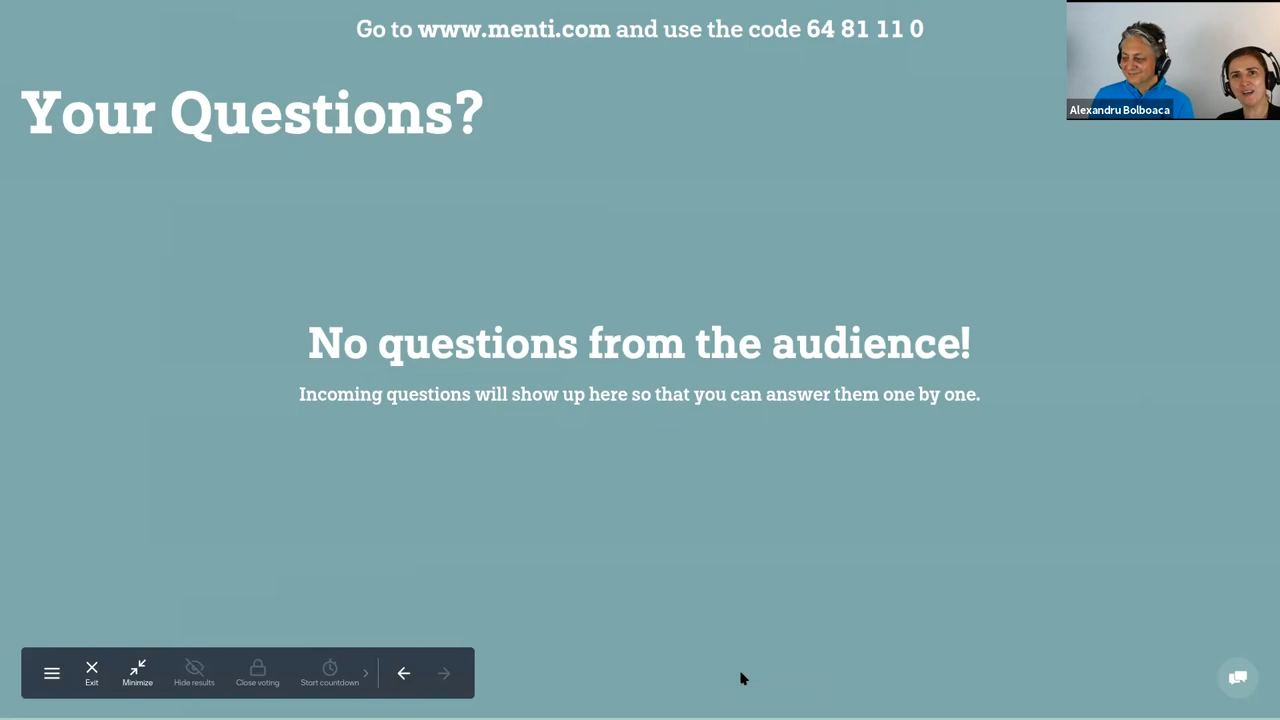 Go to www.menti.com and use the code 64 81 11 0
Alexandru Bolboaca
Your Questions?
No questions from the audience!
Incoming questions will show up here so that you can answer them one by one.
Exit
Minimize
Hide results
Close voting
Start countdown